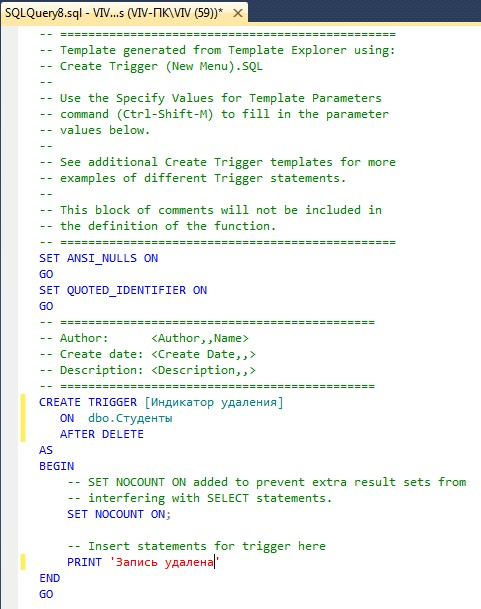 SQLQuery8.sql - VIV...s (VIV-ПК\VIV (59))* ×
-- ================================================
-- Template generated from Template Explorer using:
-- Create Trigger (New Menu).SQL
--
-- Use the Specify Values for Template Parameters
-- command (Ctrl-Shift-M) to fill in the parameter
-- values below.
--
-- See additional Create Trigger templates for more
-- examples of different Trigger statements.
--
-- This block of comments will not be included in
-- the definition of the function.
-- ================================================
SET ANSI_NULLS ON
GO
SET QUOTED_IDENTIFIER ON
GO
-- =============================================
-- Author:      <Author,,Name>
-- Create date: <Create Date,,>
-- Description: <Description,,>
-- =============================================
CREATE TRIGGER [Индикатор удаления]
   ON  dbo.Студенты
   AFTER DELETE
AS
BEGIN
    -- SET NOCOUNT ON added to prevent extra result sets from
    -- interfering with SELECT statements.
    SET NOCOUNT ON;

    -- Insert statements for trigger here
    PRINT 'Запись удалена'
END
GO